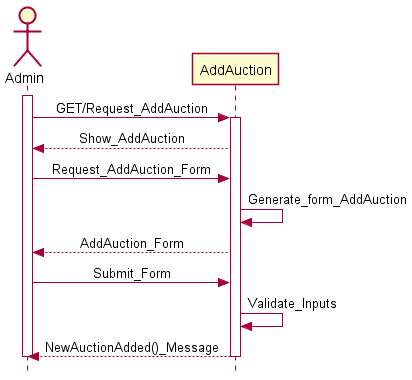 Admin
AddAuction
GET/Request_AddAuction
Show_AddAuction
Request_AddAuction_Form
Generate_form_AddAuction
AddAuction_Form
Submit_Form
Validate_Inputs
NewAuctionAdded()_Message